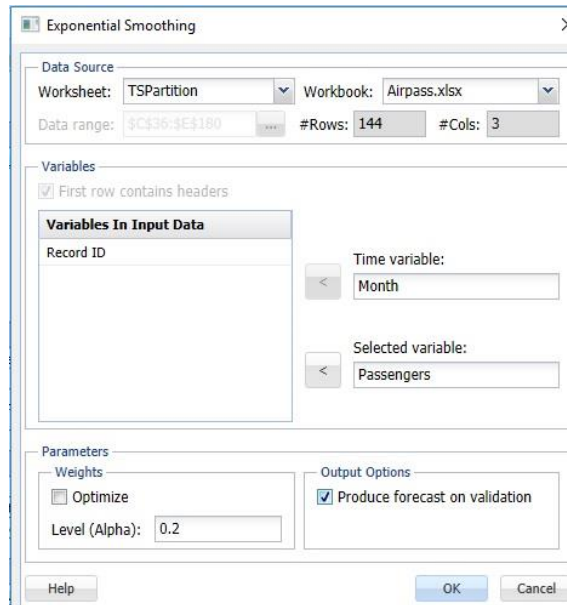 Exponential Smoothing
Data Source
Worksheet: TSPartition Workbook: Airpass.xlsx
Data range: $C$36:$E$180 ... #Rows: 144 #Cols: 3
Variables
First row contains headers
Variables In Input Data
Record ID
Time variable:
< Month
Selected variable:
< Passengers
Parameters
Weights
Optimize
Level (Alpha): 0.2
Output Options
Produce forecast on validation
Help OK Cancel